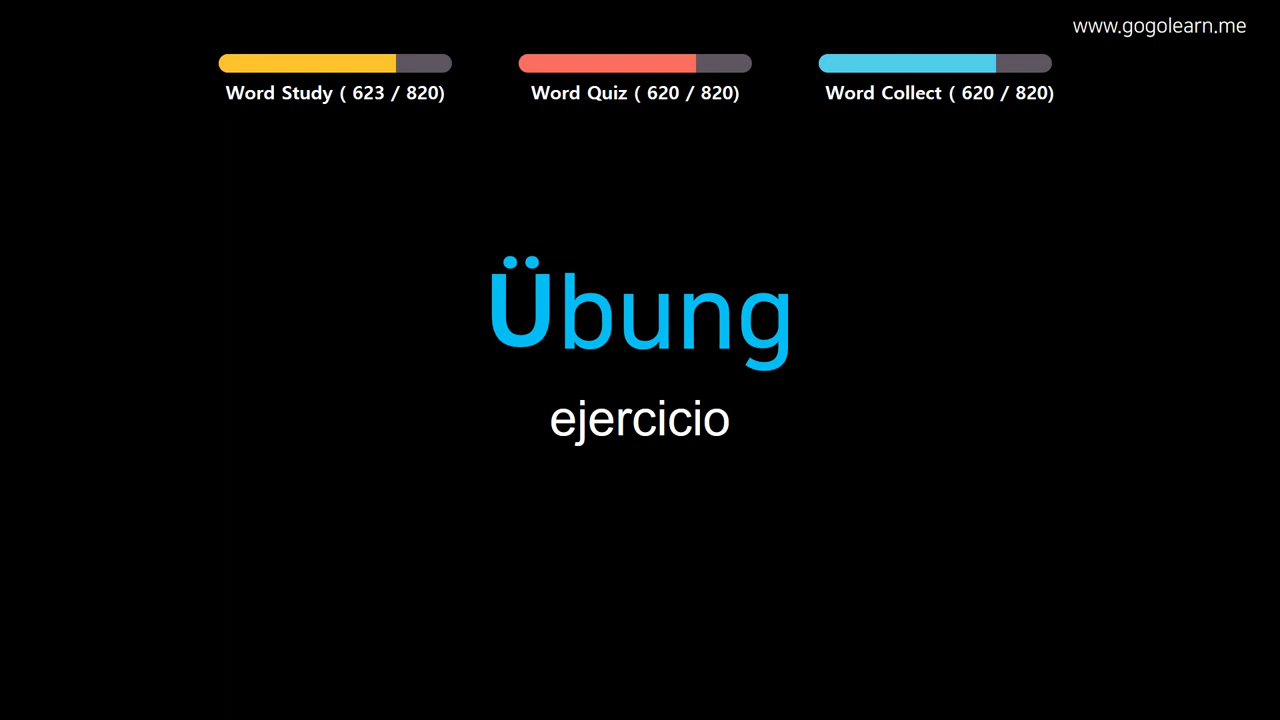 www.gogolearn.me
Word Study ( 623 / 820)
Word Quiz ( 620 / 820)
Word Collect ( 620 / 820)
Übung
ejercicio